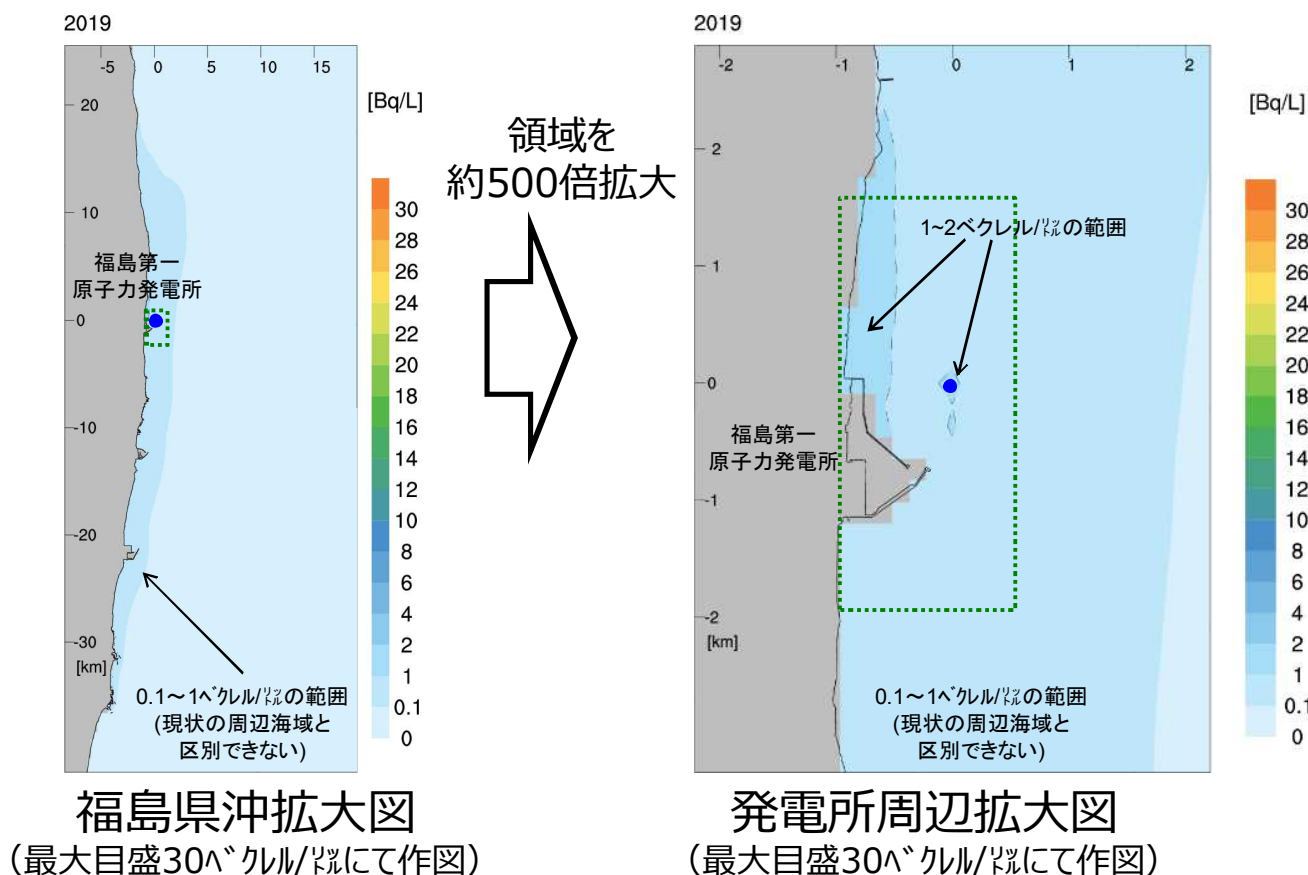 2019
-5 0 5 10 15
20
10
0
-10
-20
-30
[km]
福島第一
原子力発電所
0.1～1ﾍﾞｸﾚﾙ/㍑の範囲
(現状の周辺海域と
区別できない)
[Bq/L]
30
28
26
24
22
20
18
16
14
12
10
8
6
4
2
1
0.1
0
福島県沖拡大図
（最大目盛30ﾍﾞｸﾚﾙ/㍑にて作図）
領域を
約500倍拡大
2019
-2 -1 0 1 2
2
1
0
-1
-2
[km]
1~2ベクレル/㍑の範囲
福島第一
原子力発電所
0.1～1ﾍﾞｸﾚﾙ/㍑の範囲
(現状の周辺海域と
区別できない)
[Bq/L]
30
28
26
24
22
20
18
16
14
12
10
8
6
4
2
1
0.1
0
発電所周辺拡大図
（最大目盛30ﾍﾞｸﾚﾙ/㍑にて作図）